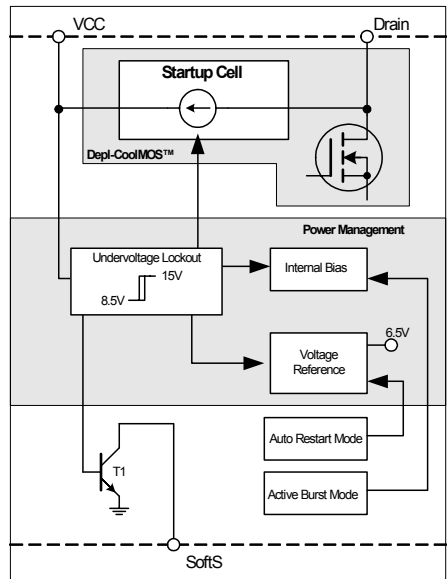 VCC
Drain
Startup Cell
Depl-CoolMOS™
Power Management
Undervoltage Lockout
15V
8.5V
Internal Bias
6.5V
Voltage
Reference
Auto Restart Mode
T1
Active Burst Mode
SoftS